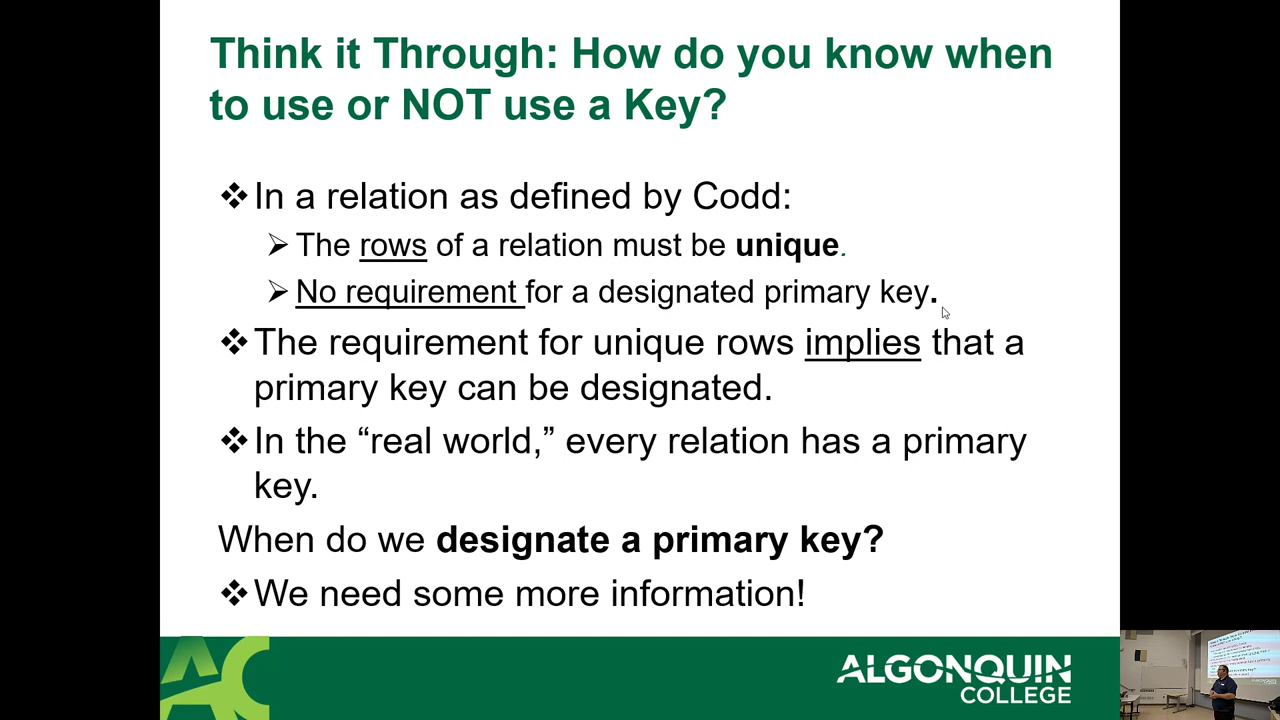 Think it Through: How do you know when
to use or NOT use a Key?
❖ In a relation as defined by Codd:
➢ The rows of a relation must be unique.
➢ No requirement for a designated primary key.
❖ The requirement for unique rows implies that a
primary key can be designated.
❖ In the “real world,” every relation has a primary
key.
When do we designate a primary key?
❖ We need some more information!
AC
ALGONQUIN
COLLEGE